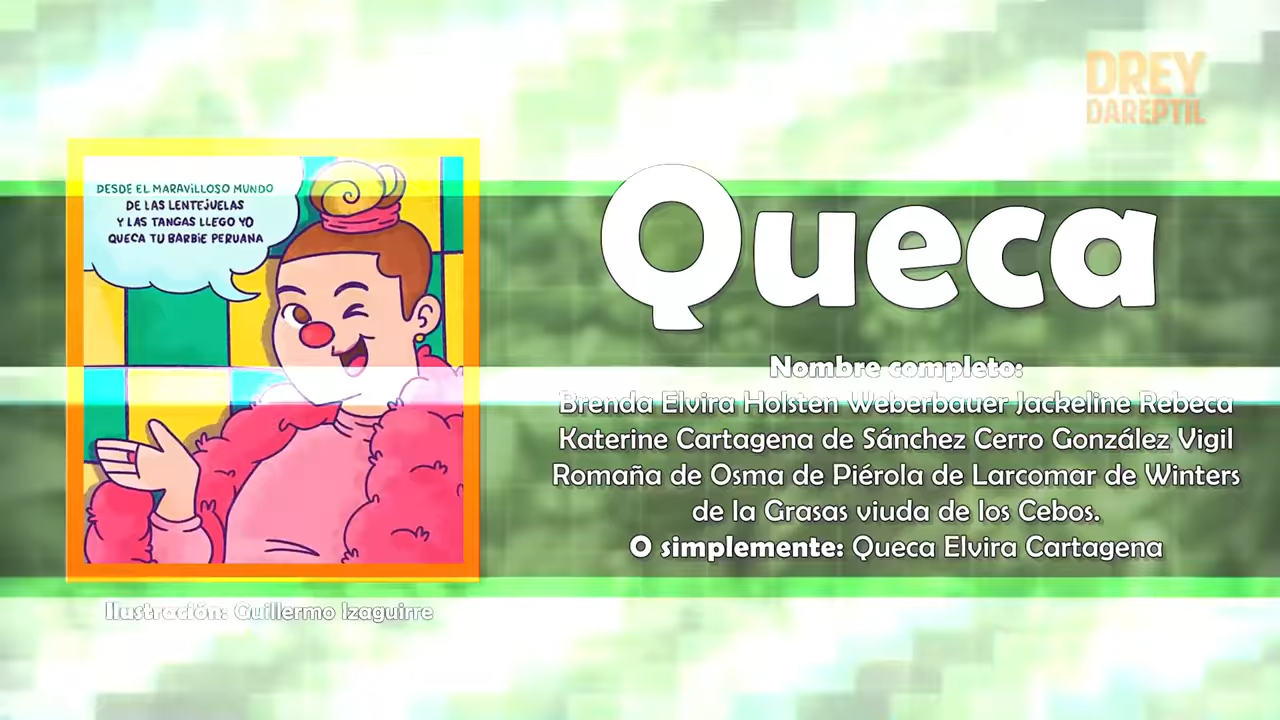 DREY
DAREPTIL
DESDE EL MARAVILLOSO MUNDO
DE LAS LENTEJUELAS
Y LAS TANGAS LLEGO YO
QUECA TU BARBIE PERUANA
Queca
Nombre completo:
Brenda Elvira Holsten Weberbauer Jackeline Rebeca
Katerine Cartagena de Sánchez Cerro González Vigil
Romaña de Osma de Piérola de Larcomar de Winters
de la Grasas viuda de los Cebos.
O simplemente: Queca Elvira Cartagena
Ilustración: Guillermo Izaguirre